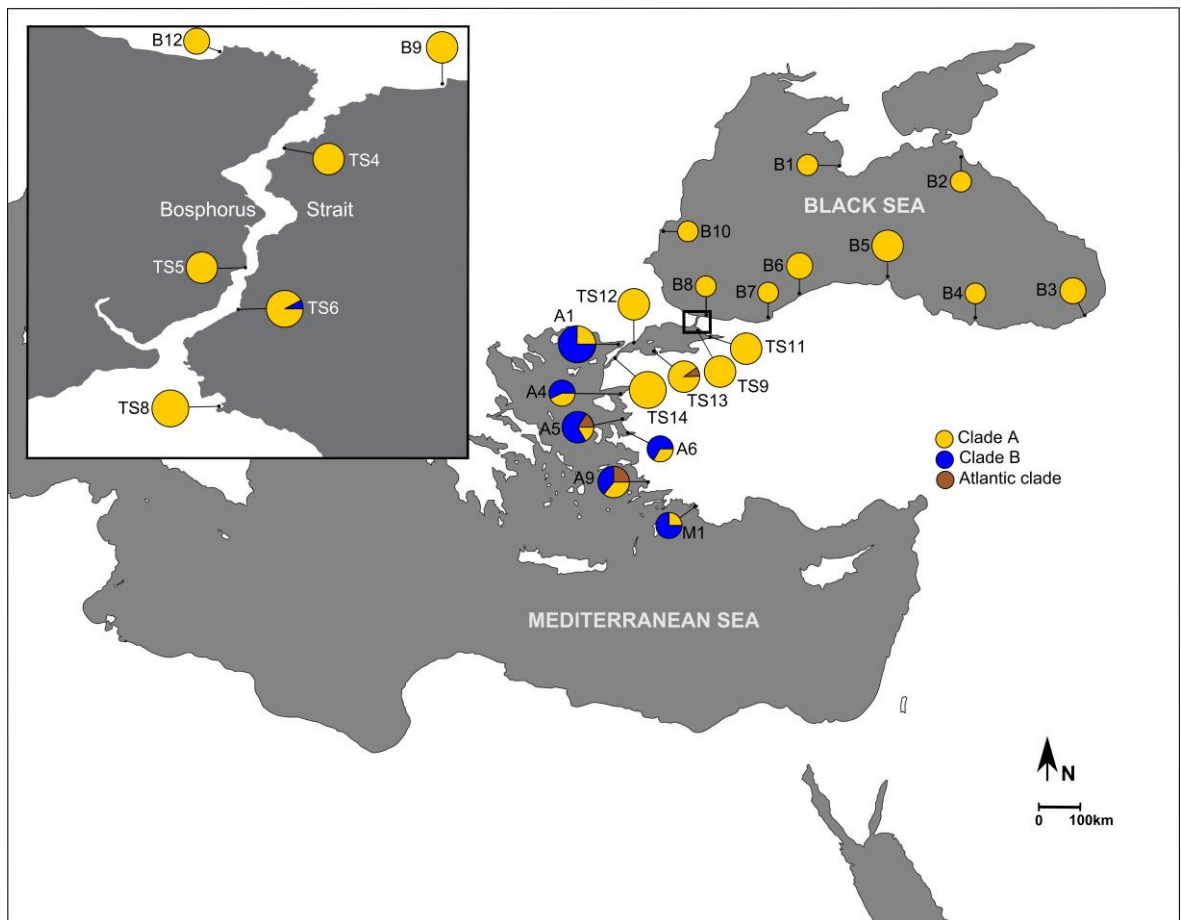 B12
B9
TS4
Bosphorus Strait
TS5
TS6
TS8
B1
B2
BLACK SEA
B10
B5
B6
B8
B7
B4
B3
TS12
A1
TS11
TS9
TS13
TS14
A4
A5
A6
A9
M1
Clade A
Clade B
Atlantic clade
MEDITERRANEAN SEA
N
0 100km